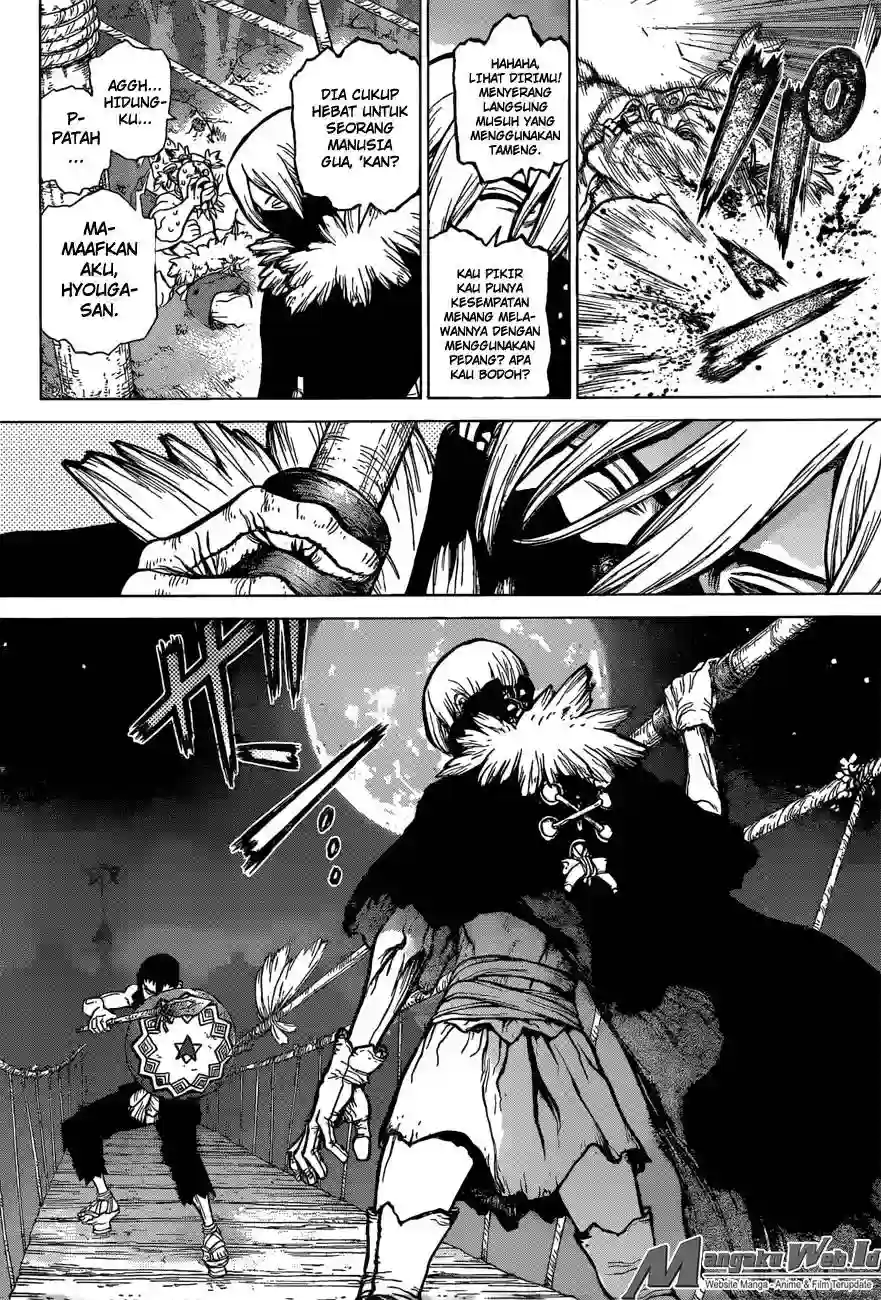 HAHAHA,
LIHAT DIRIMU!
MENYERANG
LANGSUNG
MUSUH YANG
MENGGUNAKAN
TAMENG.
KAU PIKIR
KAU PUNYA
KESEMPATAN
MENANG MELA-
WANNYA DENGAN
MENGGUNAKAN
PEDANG? APA
KAU BODOH?
DIA CUKUP
HEBAT UNTUK
SEORANG
MANUSIA
GUA, 'KAN?
AGGH...
HIDUNG-
KU...
P-
PATAH
...
MA-
MAAFKAN
AKU,
HYOUGA-
SAN.
MangakuWeb.Id
Website Manga - Anime & Film Terupdate